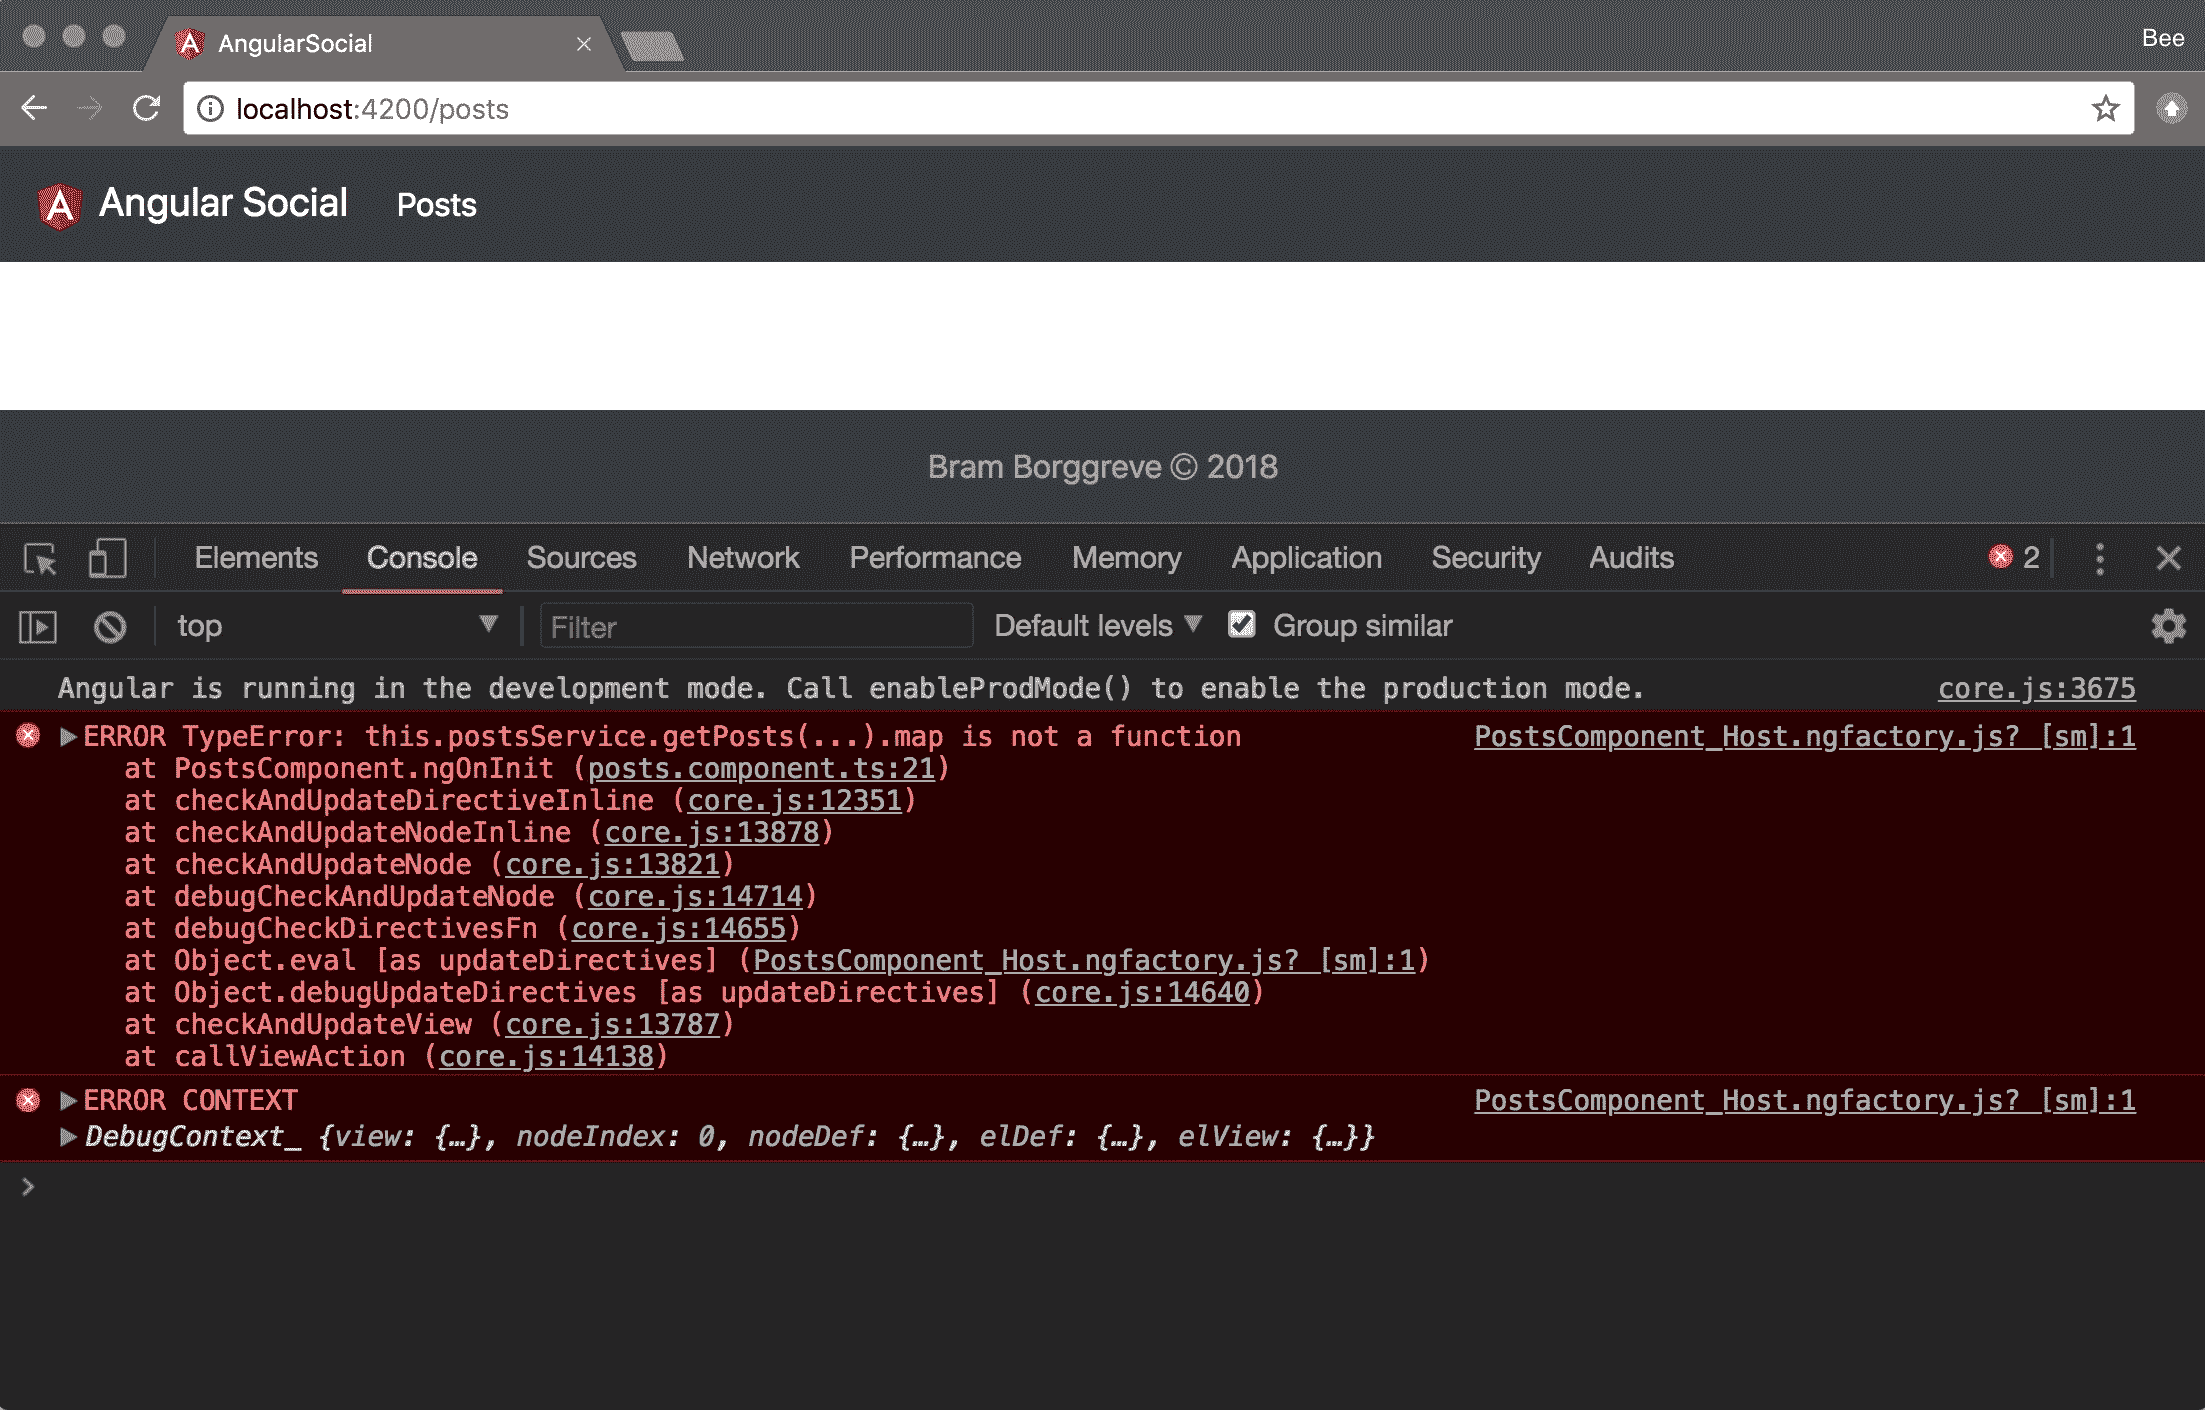 AngularSocial
Bee
localhost:4200/posts
Angular Social Posts
Bram Borggreve © 2018
Elements Console Sources Network Performance Memory Application Security Audits 2
top Filter Default levels Group similar
Angular is running in the development mode. Call enableProdMode() to enable the production mode. core.js:3675
ERROR TypeError: this.postsService.getPosts(...).map is not a function PostsComponent_Host.ngfactory.js? [sm]:1
at PostsComponent.ngOnInit (posts.component.ts:21)
at checkAndUpdateDirectiveInline (core.js:12351)
at checkAndUpdateNodeInline (core.js:13878)
at checkAndUpdateNode (core.js:13821)
at debugCheckAndUpdateNode (core.js:14714)
at debugCheckDirectivesFn (core.js:14655)
at Object.eval [as updateDirectives] (PostsComponent_Host.ngfactory.js? [sm]:1)
at Object.debugUpdateDirectives [as updateDirectives] (core.js:14640)
at checkAndUpdateView (core.js:13787)
at callViewAction (core.js:14138)
ERROR CONTEXT PostsComponent_Host.ngfactory.js? [sm]:1
DebugContext_ {view: {…}, nodeIndex: 0, nodeDef: {…}, elDef: {…}, elView: {…}}
>